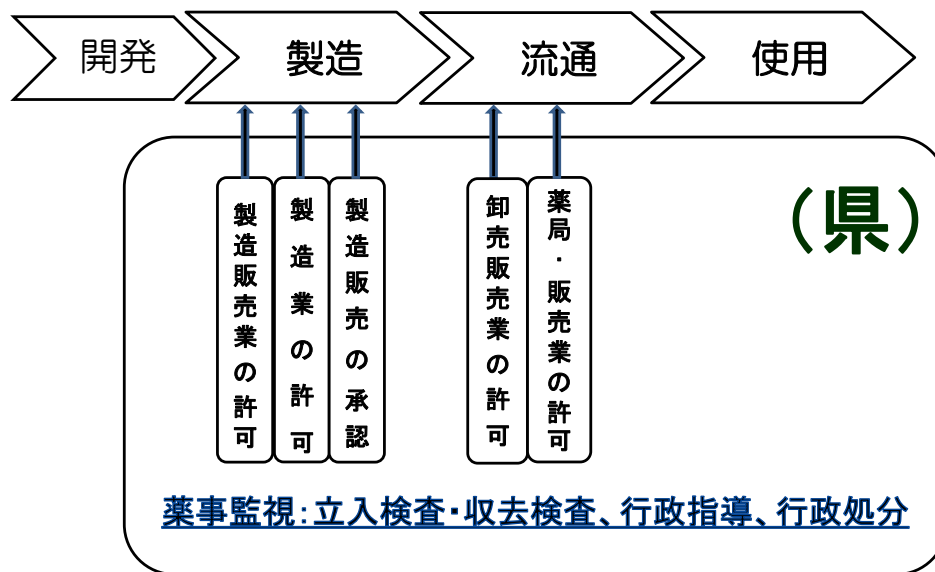 開発
製造
流通
使用
(県)
製造販売業の許可
製造業の許可
製造販売の承認
卸売販売業の許可
薬局・販売業の許可
薬事監視:立入検査・収去検査、行政指導、行政処分